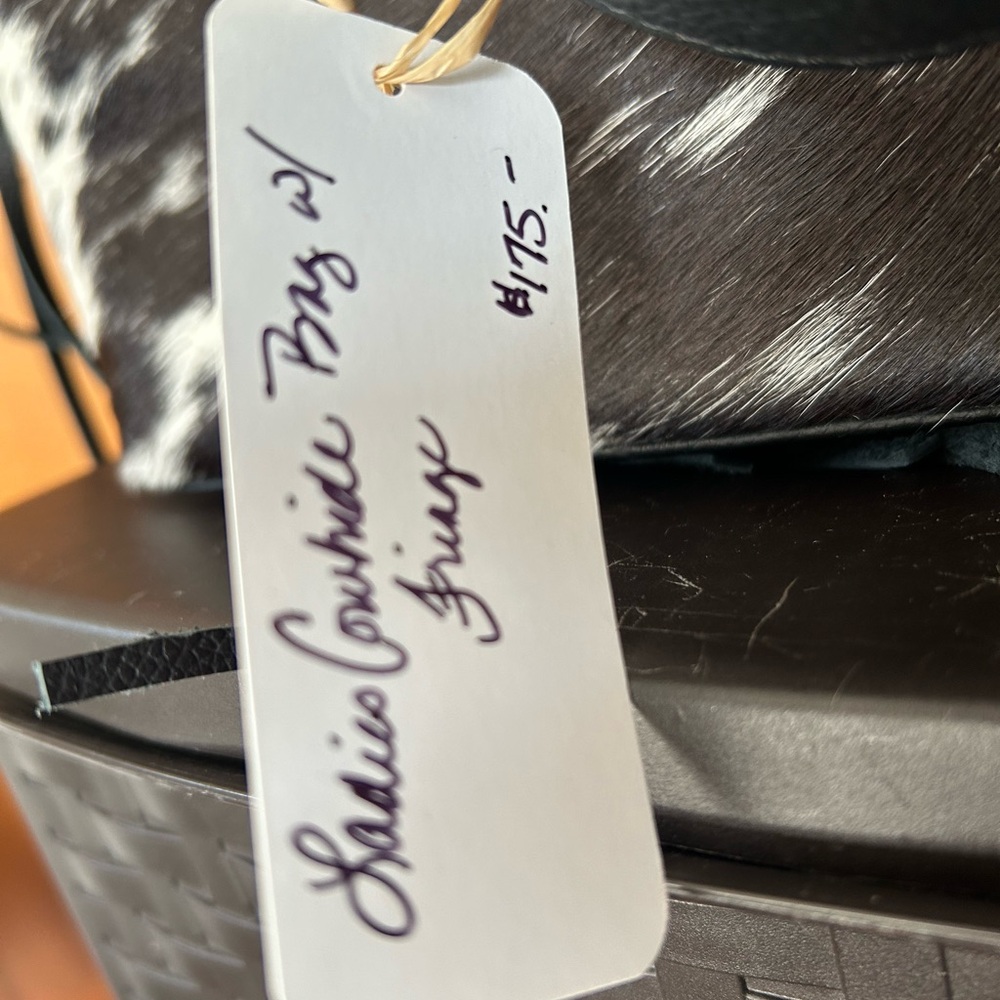 Ladies Cowhide Bag w/
Fringe
$175.-